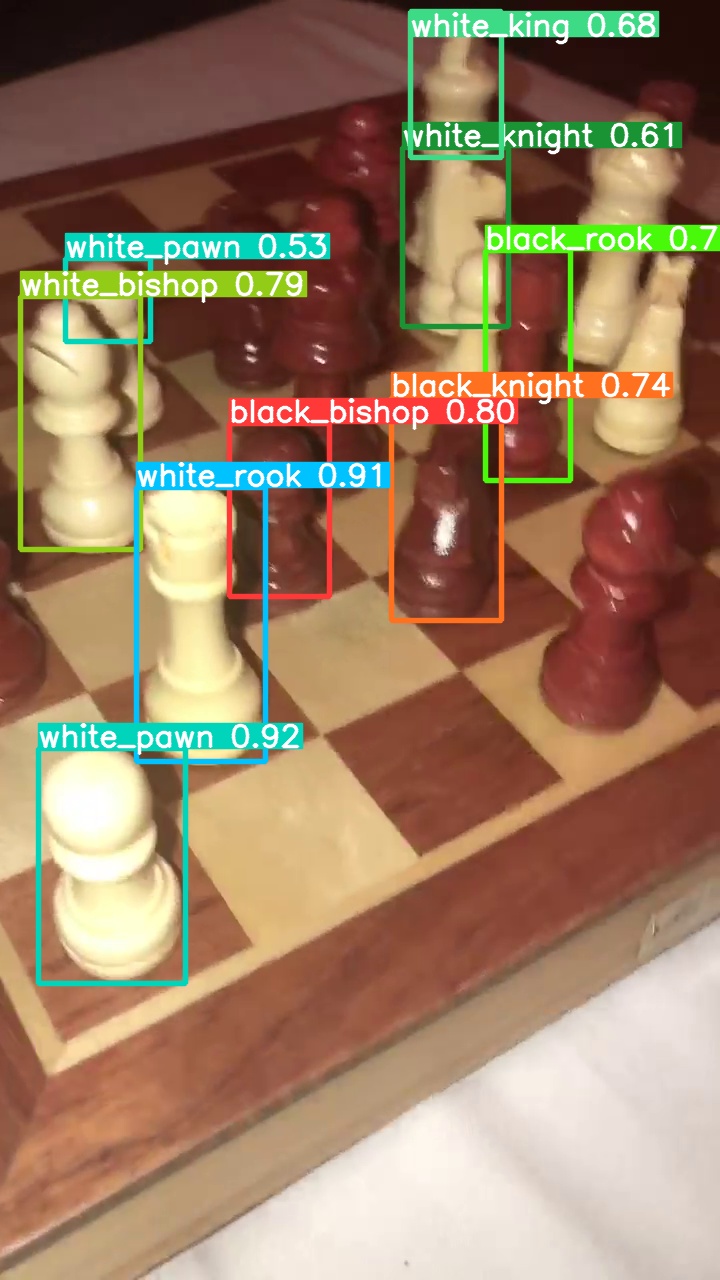 white_king 0.68
white_knight 0.61
white_pawn 0.53
black_rook 0.7
white_bishop 0.79
black_knight 0.74
black_bishop 0.80
white_rook 0.91
white_pawn 0.92